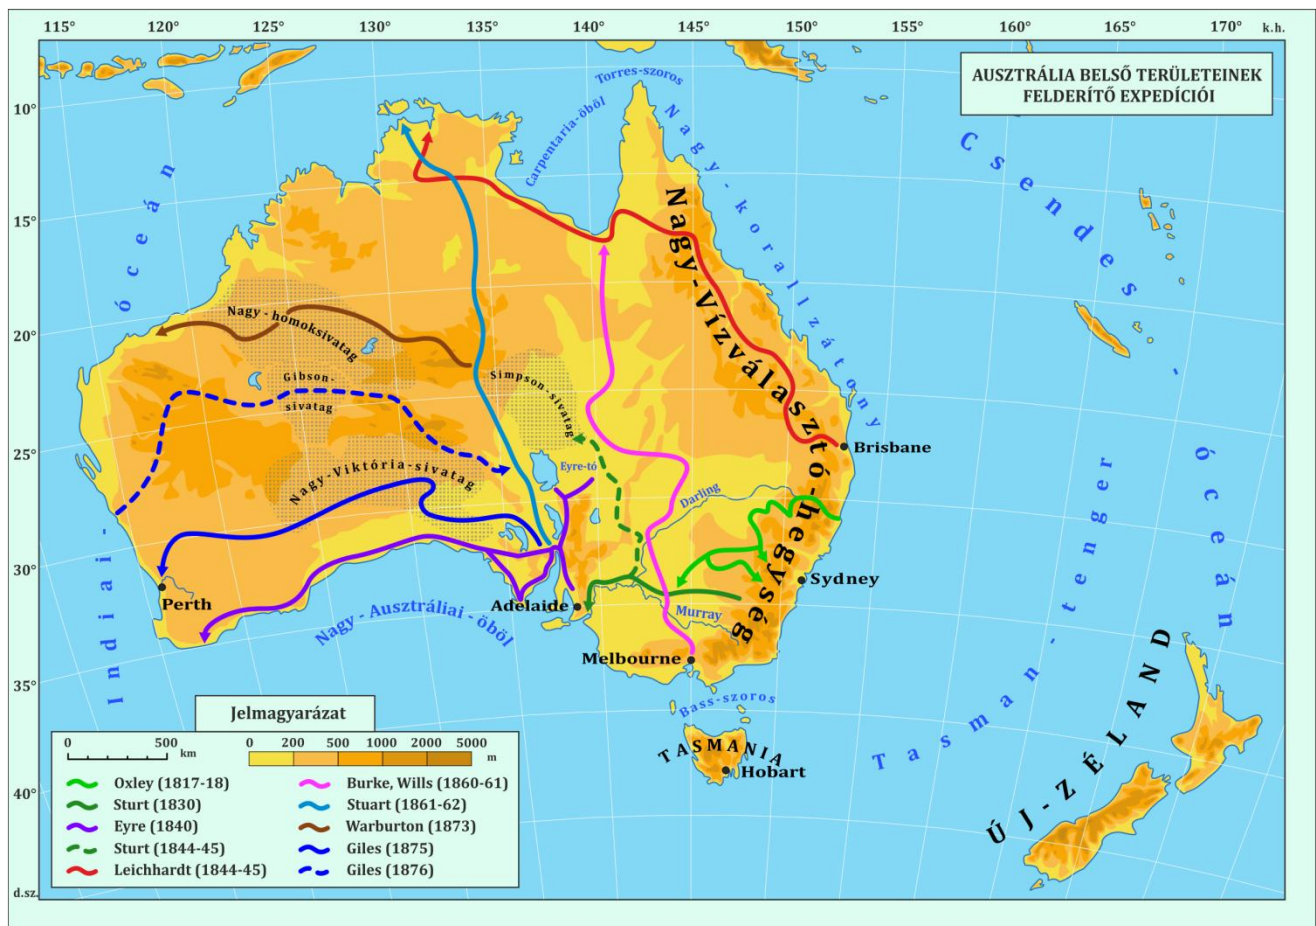 115° 120° 125° 130° 135° 140° 145° 150° 155° 160° 165° 170° k.h.
AUSZTRÁLIA BELSŐ TERÜLETEINEK
FELDERÍTŐ EXPEDÍCIÓI
10°
15°
20°
25°
30°
35°
40°
d.sz.
Torres-szoros
Carpentaria-öböl
Nagy-korallzátony
Csendes-óceán
Indiai-óceán
Nagy-Vízválasztó-hegység
Nagy-homoksivatag
Gibson-
sivatag
Simpson-sivatag
Nagy-Viktória-sivatag
Eyre-tó
Darling
Brisbane
Sydney
Murray
Adelaide
Perth
Melbourne
Nagy-Ausztráliai-öböl
Bass-szoros
TASMANIA
Hobart
Tasman-tenger
ÚJ-ZÉLAND
Jelmagyarázat
0 500
km
0 200 500 1000 2000 5000
m
Oxley (1817-18)
Sturt (1830)
Eyre (1840)
Sturt (1844-45)
Leichhardt (1844-45)
Burke, Wills (1860-61)
Stuart (1861-62)
Warburton (1873)
Giles (1875)
Giles (1876)